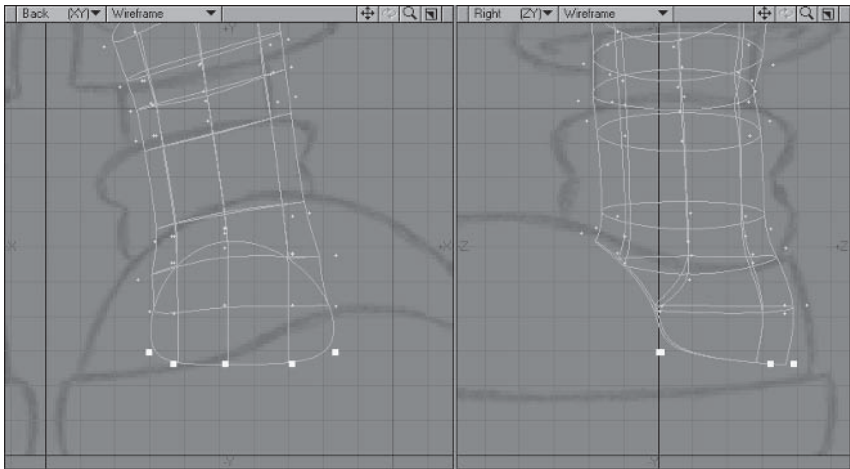 Back (XY) Wireframe
Right (ZY) Wireframe
+Y
-X
+X
-Z
+Z
-Y
-Y